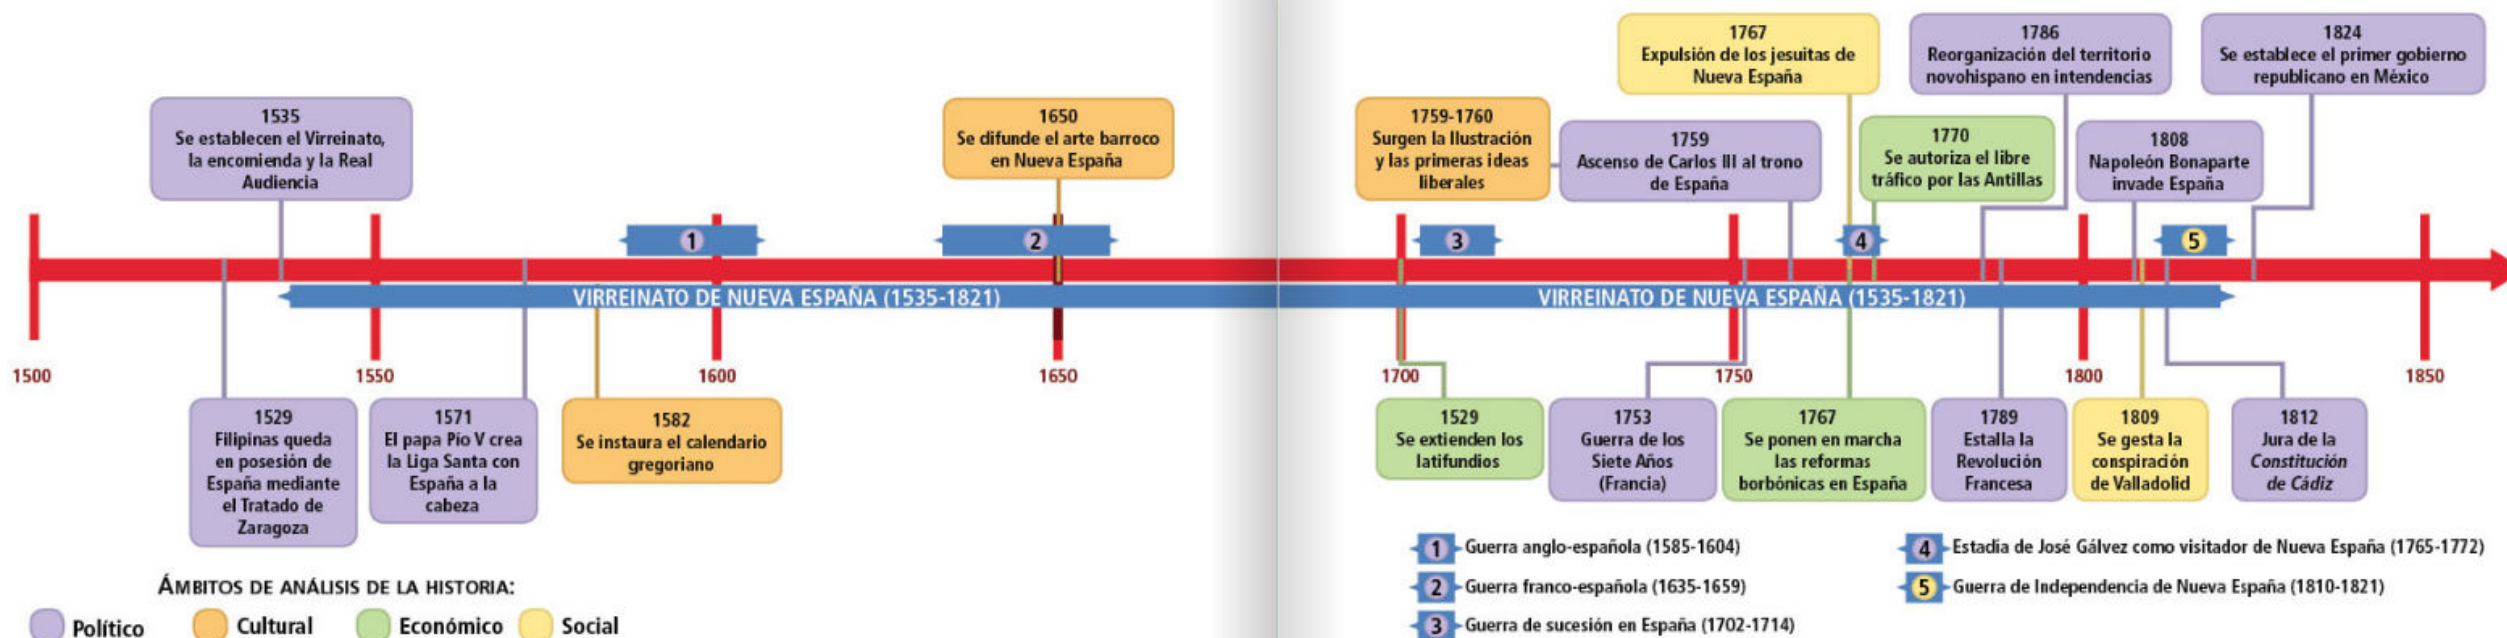 1535
Se establecen el Virreinato,
la encomienda y la Real
Audiencia
1650
Se difunde el arte barroco
en Nueva España
1759-1760
Surgen la Ilustración
y las primeras ideas
liberales
1759
Ascenso de Carlos III al trono
de España
1767
Expulsión de los jesuitas de
Nueva España
1770
Se autoriza el libre
tráfico por las Antillas
1786
Reorganización del territorio
novohispano en intendencias
1808
Napoleón Bonaparte
invade España
1824
Se establece el primer gobierno
republicano en México
1
2
3
4
5
VIRREINATO DE NUEVA ESPAÑA (1535-1821)
VIRREINATO DE NUEVA ESPAÑA (1535-1821)
1500
1550
1600
1650
1700
1750
1800
1850
1529
Filipinas queda
en posesión de
España mediante
el Tratado de
Zaragoza
1571
El papa Pío V crea
la Liga Santa con
España a la
cabeza
1582
Se instaura el calendario
gregoriano
1529
Se extienden los
latifundios
1753
Guerra de los
Siete Años
(Francia)
1767
Se ponen en marcha
las reformas
borbónicas en España
1789
Estalla la
Revolución
Francesa
1809
Se gesta la
conspiración
de Valladolid
1812
Jura de la
Constitución
de Cádiz
ÁMBITOS DE ANÁLISIS DE LA HISTORIA:
Político
Cultural
Económico
Social
1 Guerra anglo-española (1585-1604)
2 Guerra franco-española (1635-1659)
3 Guerra de sucesión en España (1702-1714)
4 Estadía de José Gálvez como visitador de Nueva España (1765-1772)
5 Guerra de Independencia de Nueva España (1810-1821)